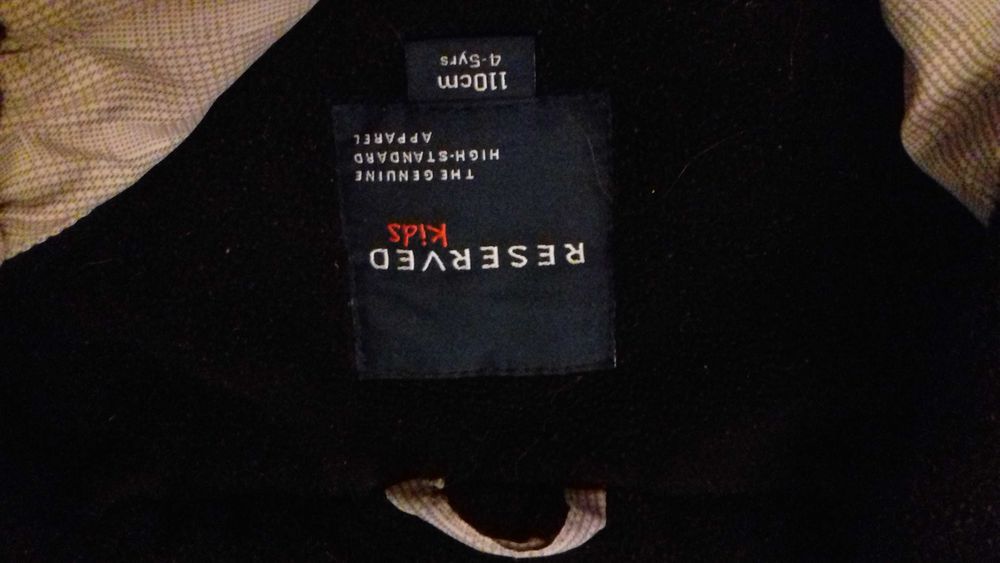 RESERVED
kids
THE GENUINE
HIGH-STANDARD
APPAREL
110cm
4-5yrs